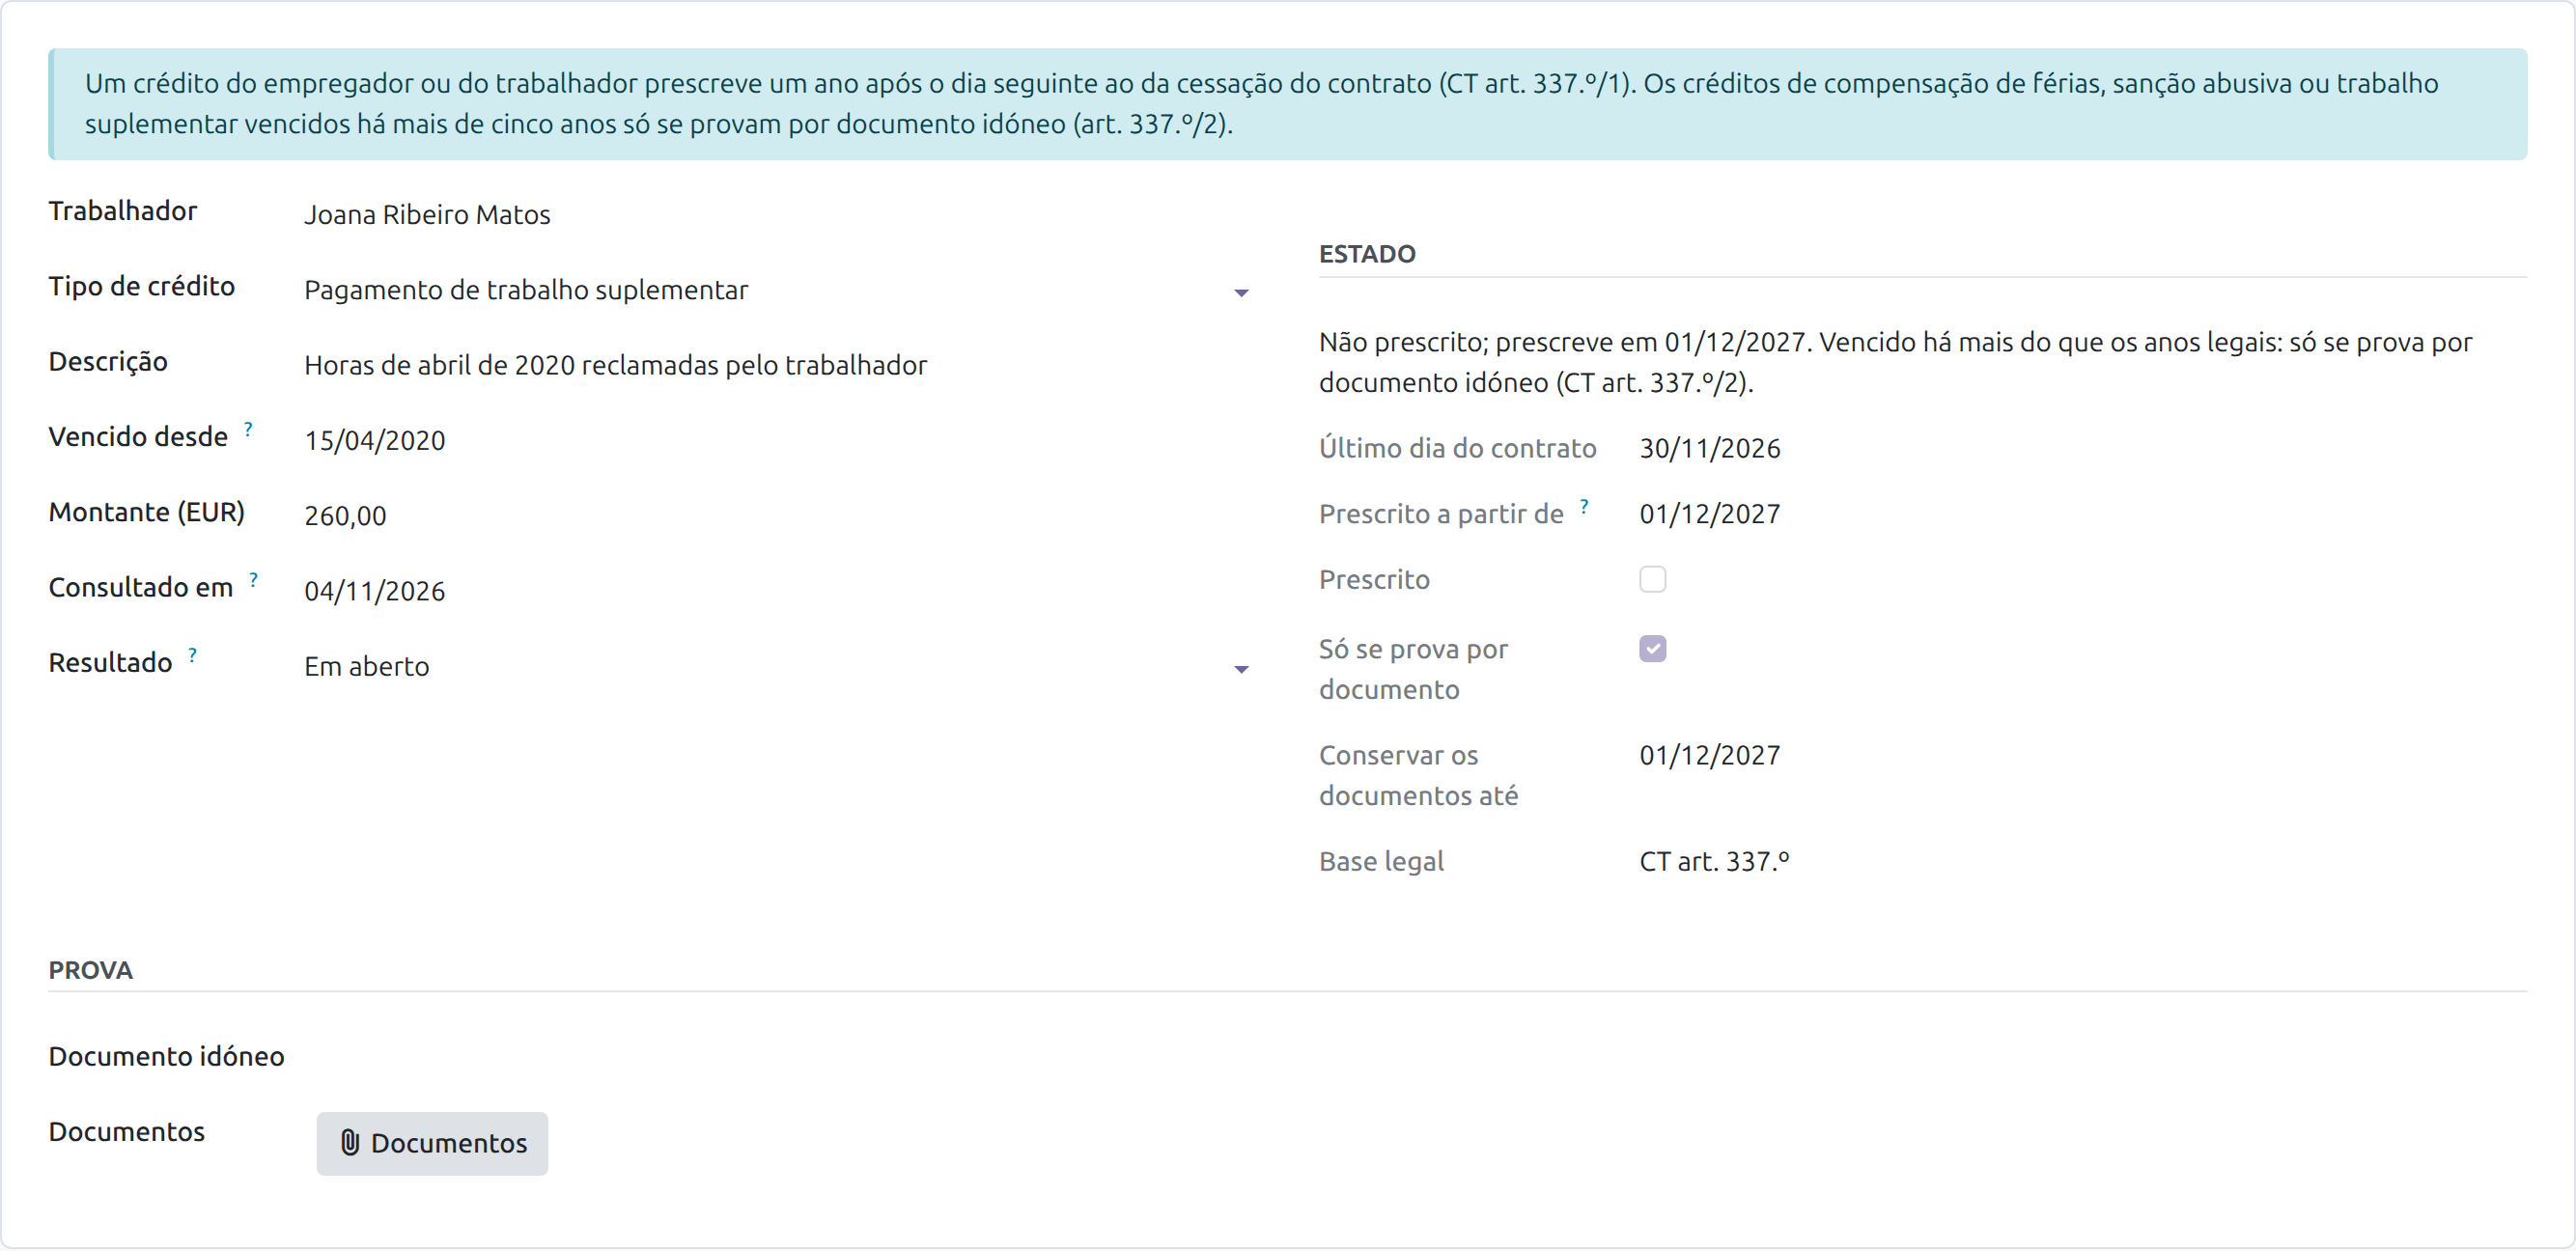 Um crédito do empregador ou do trabalhador prescreve um ano após o dia seguinte ao da cessação do contrato (CT art. 337.º/1). Os créditos de compensação de férias, sanção abusiva ou trabalho
suplementar vencidos há mais de cinco anos só se provam por documento idóneo (art. 337.º/2).
Trabalhador Joana Ribeiro Matos
Tipo de crédito Pagamento de trabalho suplementar
Descrição Horas de abril de 2020 reclamadas pelo trabalhador
Vencido desde ? 15/04/2020
Montante (EUR) 260,00
Consultado em ? 04/11/2026
Resultado ? Em aberto
ESTADO
Não prescrito; prescreve em 01/12/2027. Vencido há mais do que os anos legais: só se prova por
documento idóneo (CT art. 337.º/2).
Último dia do contrato 30/11/2026
Prescrito a partir de ? 01/12/2027
Prescrito
Só se prova por
documento
Conservar os 01/12/2027
documentos até
Base legal CT art. 337.º
PROVA
Documento idóneo
Documentos Documentos